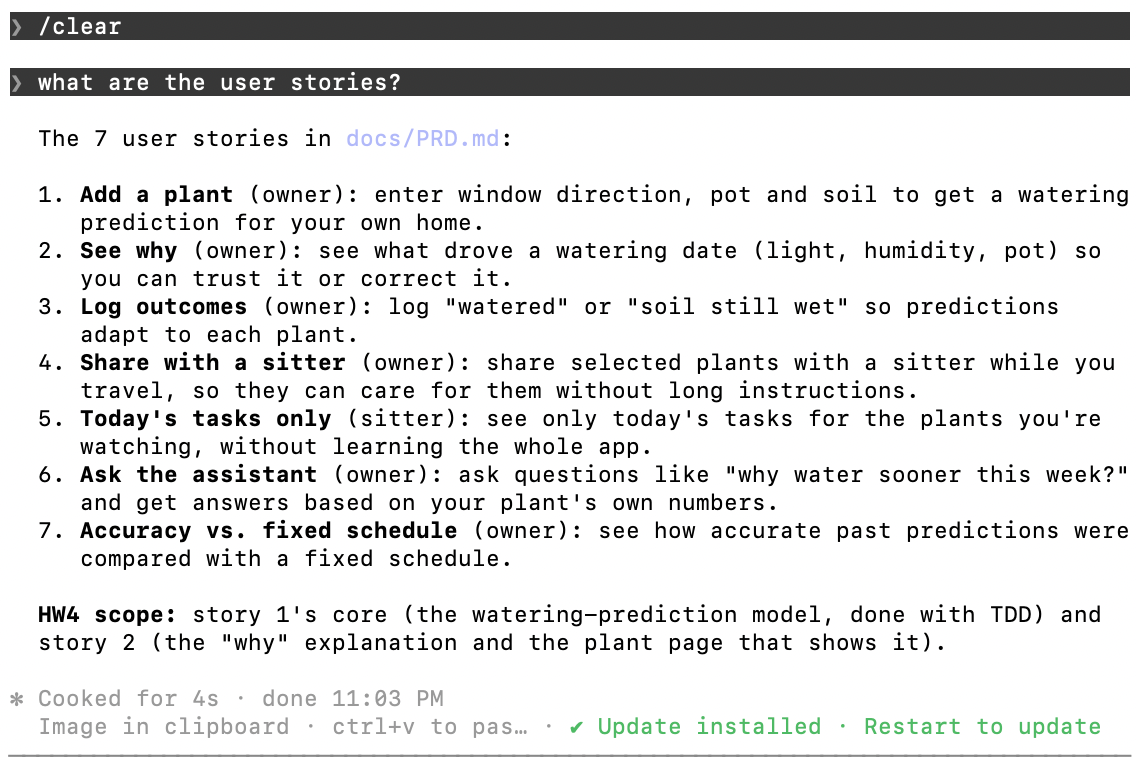 ❯ /clear
❯ what are the user stories?
The 7 user stories in docs/PRD.md:
1. Add a plant (owner): enter window direction, pot and soil to get a watering
prediction for your own home.
2. See why (owner): see what drove a watering date (light, humidity, pot) so
you can trust it or correct it.
3. Log outcomes (owner): log "watered" or "soil still wet" so predictions
adapt to each plant.
4. Share with a sitter (owner): share selected plants with a sitter while you
travel, so they can care for them without long instructions.
5. Today's tasks only (sitter): see only today's tasks for the plants you're
watching, without learning the whole app.
6. Ask the assistant (owner): ask questions like "why water sooner this week?"
and get answers based on your plant's own numbers.
7. Accuracy vs. fixed schedule (owner): see how accurate past predictions were
compared with a fixed schedule.
HW4 scope: story 1's core (the watering-prediction model, done with TDD) and
story 2 (the "why" explanation and the plant page that shows it).
✻ Cooked for 4s · done 11:03 PM
Image in clipboard · ctrl+v to pas… · ✔ Update installed · Restart to update